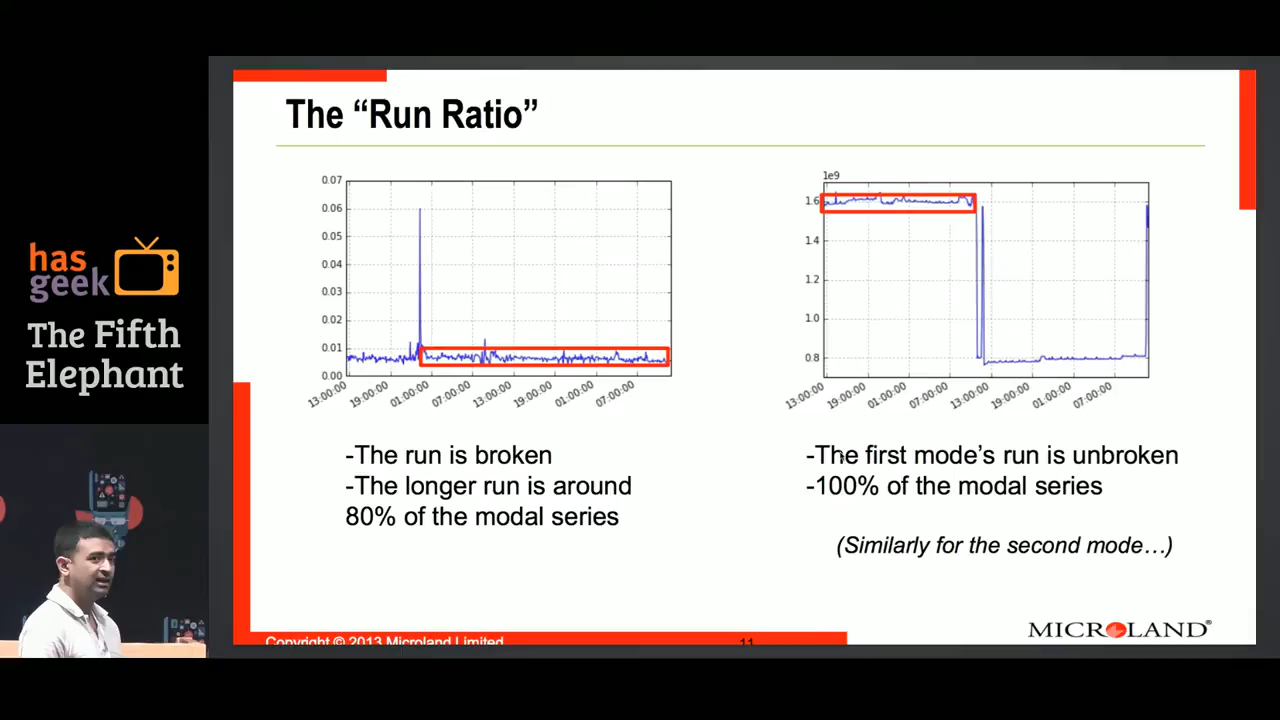 has
geek
The Fifth
Elephant
The “Run Ratio”
0.07
0.06
0.05
0.04
0.03
0.02
0.01
0.00
13:00:00
19:00:00
01:00:00
07:00:00
13:00:00
19:00:00
01:00:00
07:00:00
1e9
1.6
1.4
1.2
1.0
0.8
13:00:00
19:00:00
01:00:00
07:00:00
13:00:00
19:00:00
01:00:00
07:00:00
-The run is broken
-The longer run is around
80% of the modal series
-The first mode’s run is unbroken
-100% of the modal series
(Similarly for the second mode…)
Copyright © 2013 Microland Limited
11
MICROLAND®